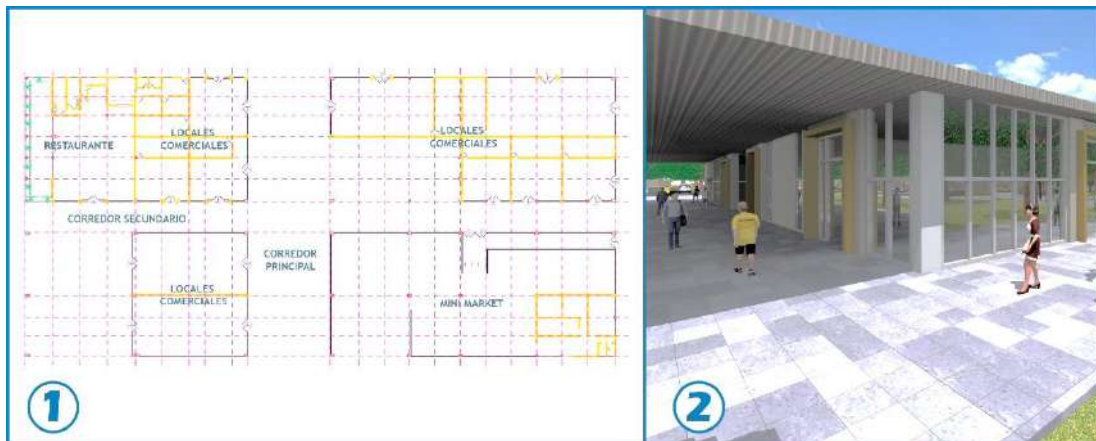 RESTAURANTE
LOCALES
COMERCIALES
LOCALES
COMERCIALES
CORREDOR SECUNDARIO
CORREDOR
PRINCIPAL
LOCALES
COMERCIALES
MINI MARKET
1
2